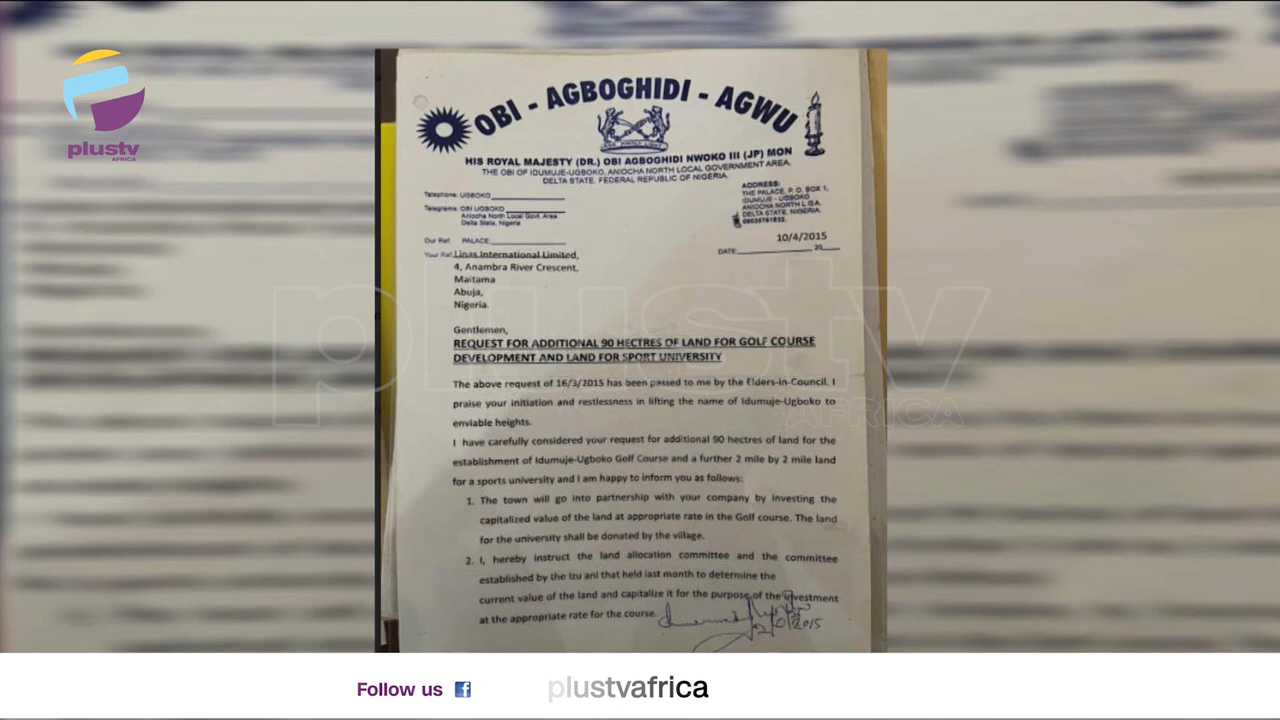 plustv
AFRICA
OBI - AGBOGHIDI - AGWU
HIS ROYAL MAJESTY (DR.) OBI AGBOGHIDI NWOKO III (JP) MON
THE OBI OF IDUMUJE-UGBOKO, ANIOCHA NORTH LOCAL GOVERNMENT AREA,
DELTA STATE, FEDERAL REPUBLIC OF NIGERIA.
Telephone: UGBOKO
Telegrams: OBI UGBOKO
Aniocha North Local Govt. Area
Delta State, Nigeria
ADDRESS:
THE PALACE, P. O. BOX 1,
IDUMUJE - UGBOKO
ANIOCHA NORTH L.G.A.
DELTA STATE, NIGERIA.
Our Ref: PALACE:
10/4/2015
DATE: 20
Your Ref: Linas International Limited,
4, Anambra River Crescent,
Maitama
Abuja,
Nigeria.
Gentlemen,
REQUEST FOR ADDITIONAL 90 HECTRES OF LAND FOR GOLF COURSE
DEVELOPMENT AND LAND FOR SPORT UNIVERSITY
The above request of 16/3/2015 has been passed to me by the Elders-in-Council. I
praise your initiation and restlessness in lifting the name of Idumuje-Ugboko to
enviable heights.
I have carefully considered your request for additional 90 hectres of land for the
establishment of Idumuje-Ugboko Golf Course and a further 2 mile by 2 mile land
for a sports university and I am happy to inform you as follows:
1. The town will go into partnership with your company by investing the
capitalized value of the land at appropriate rate in the Golf course. The land
for the university shall be donated by the village.
2. I, hereby instruct the land allocation committee and the committee
established by the Izu ani that held last month to determine the
current value of the land and capitalize it for the purpose of the investment
at the appropriate rate for the course.
plustv
AFRICA
Follow us
plustvafrica